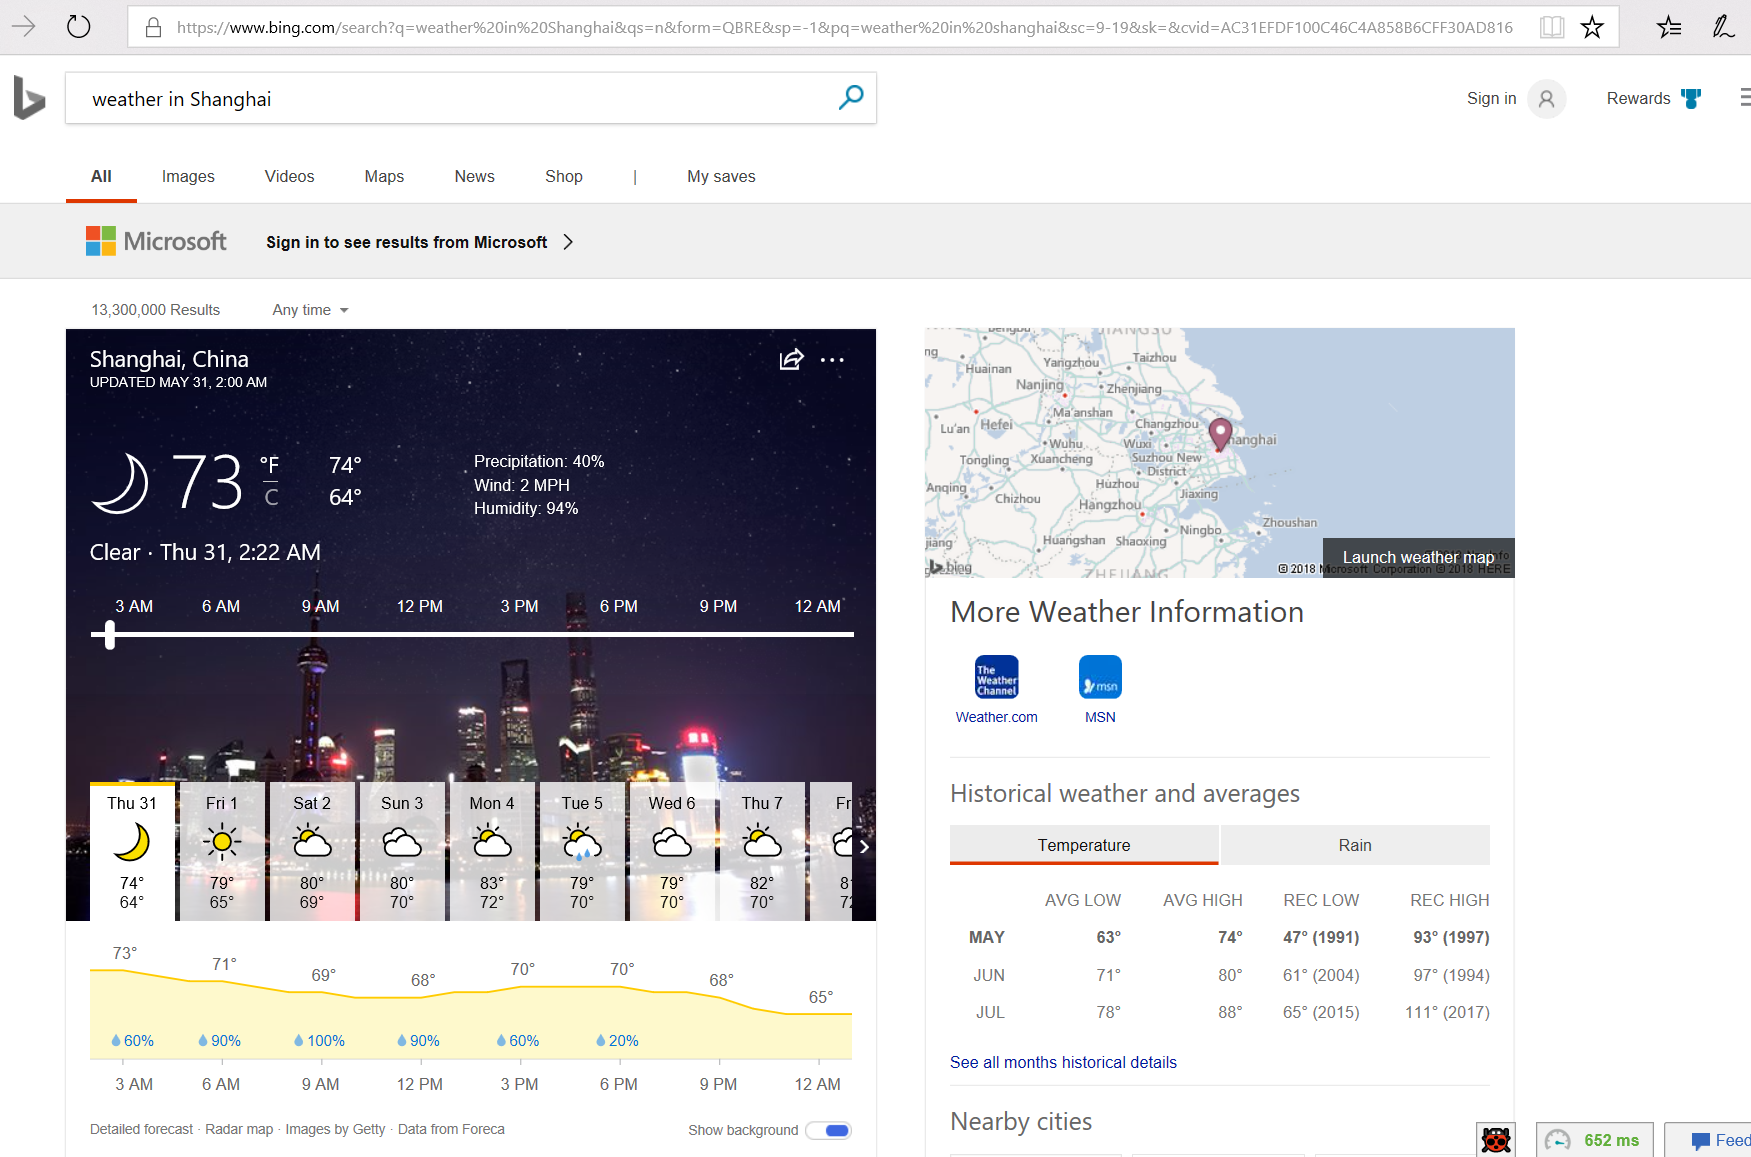 https://www.bing.com/search?q=weather%20in%20Shanghai&qs=n&form=QBRE&sp=-1&pq=weather%20in%20shanghai&sc=9-19&sk=&cvid=AC31EFDF100C46C4A858B6CFF30AD816
weather in Shanghai
Sign in
Rewards
All Images Videos Maps News Shop | My saves
Microsoft
Sign in to see results from Microsoft
13,300,000 Results
Any time
Shanghai, China
UPDATED MAY 31, 2:00 AM
73 °F C
74°
64°
Precipitation: 40%
Wind: 2 MPH
Humidity: 94%
Clear · Thu 31, 2:22 AM
3 AM 6 AM 9 AM 12 PM 3 PM 6 PM 9 PM 12 AM
Thu 31 Fri 1 Sat 2 Sun 3 Mon 4 Tue 5 Wed 6 Thu 7 Fr
74° 79° 80° 80° 83° 79° 79° 82° 8
64° 65° 69° 70° 72° 70° 70° 70° 72
73° 71° 69° 68° 70° 70° 68° 65°
60% 90% 100% 90% 60% 20%
3 AM 6 AM 9 AM 12 PM 3 PM 6 PM 9 PM 12 AM
Detailed forecast · Radar map · Images by Getty · Data from Foreca
Show background
JIANGSU
Huainan
Yangzhou
Taizhou
Nanjing
Zhenjiang
Ma'anshan
Lu'an
Hefei
Changzhou
Wuhu
Wuxi
hanghai
Tongling
Xuancheng
Suzhou New
District
Anqing
Chizhou
Huzhou
Jiaxing
Hangzhou
Ningbo
Zhoushan
jiang
Huangshan
Shaoxing
ZHEJIANG
bing
Launch weather map
© 2018 Microsoft Corporation © 2018 HERE
More Weather Information
The
Weather
Channel
msn
Weather.com
MSN
Historical weather and averages
Temperature
Rain
AVG LOW AVG HIGH REC LOW REC HIGH
MAY 63° 74° 47° (1991) 93° (1997)
JUN 71° 80° 61° (2004) 97° (1994)
JUL 78° 88° 65° (2015) 111° (2017)
See all months historical details
Nearby cities
652 ms
Feed